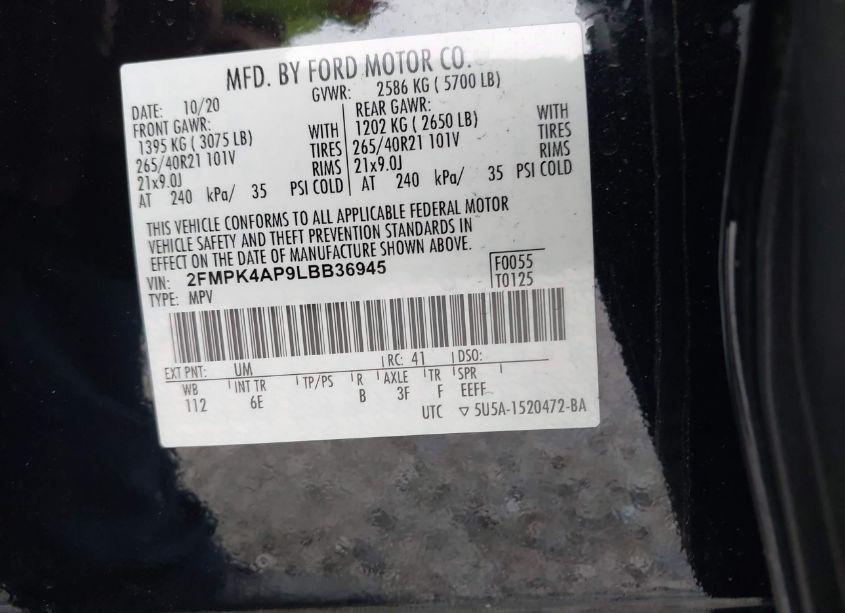 MFD. BY FORD MOTOR CO.
DATE: 10/20 GVWR: 2586 KG ( 5700 LB)
FRONT GAWR: REAR GAWR:
1395 KG ( 3075 LB) WITH 1202 KG ( 2650 LB) WITH
265/40R21 101V TIRES 265/40R21 101V TIRES
21x9.0J RIMS 21x9.0J RIMS
AT 240 kPa/ 35 PSI COLD AT 240 kPa/ 35 PSI COLD
THIS VEHICLE CONFORMS TO ALL APPLICABLE FEDERAL MOTOR
VEHICLE SAFETY AND THEFT PREVENTION STANDARDS IN
EFFECT ON THE DATE OF MANUFACTURE SHOWN ABOVE.
VIN: 2FMPK4AP9LBB36945 F0055
TYPE: MPV T0125
EXT PNT: UM RC: 41 DSO:
WB INT TR TP/PS R AXLE TR SPR
112 6E B 3F F EEFF
UTC ▽ 5U5A-1520472-BA